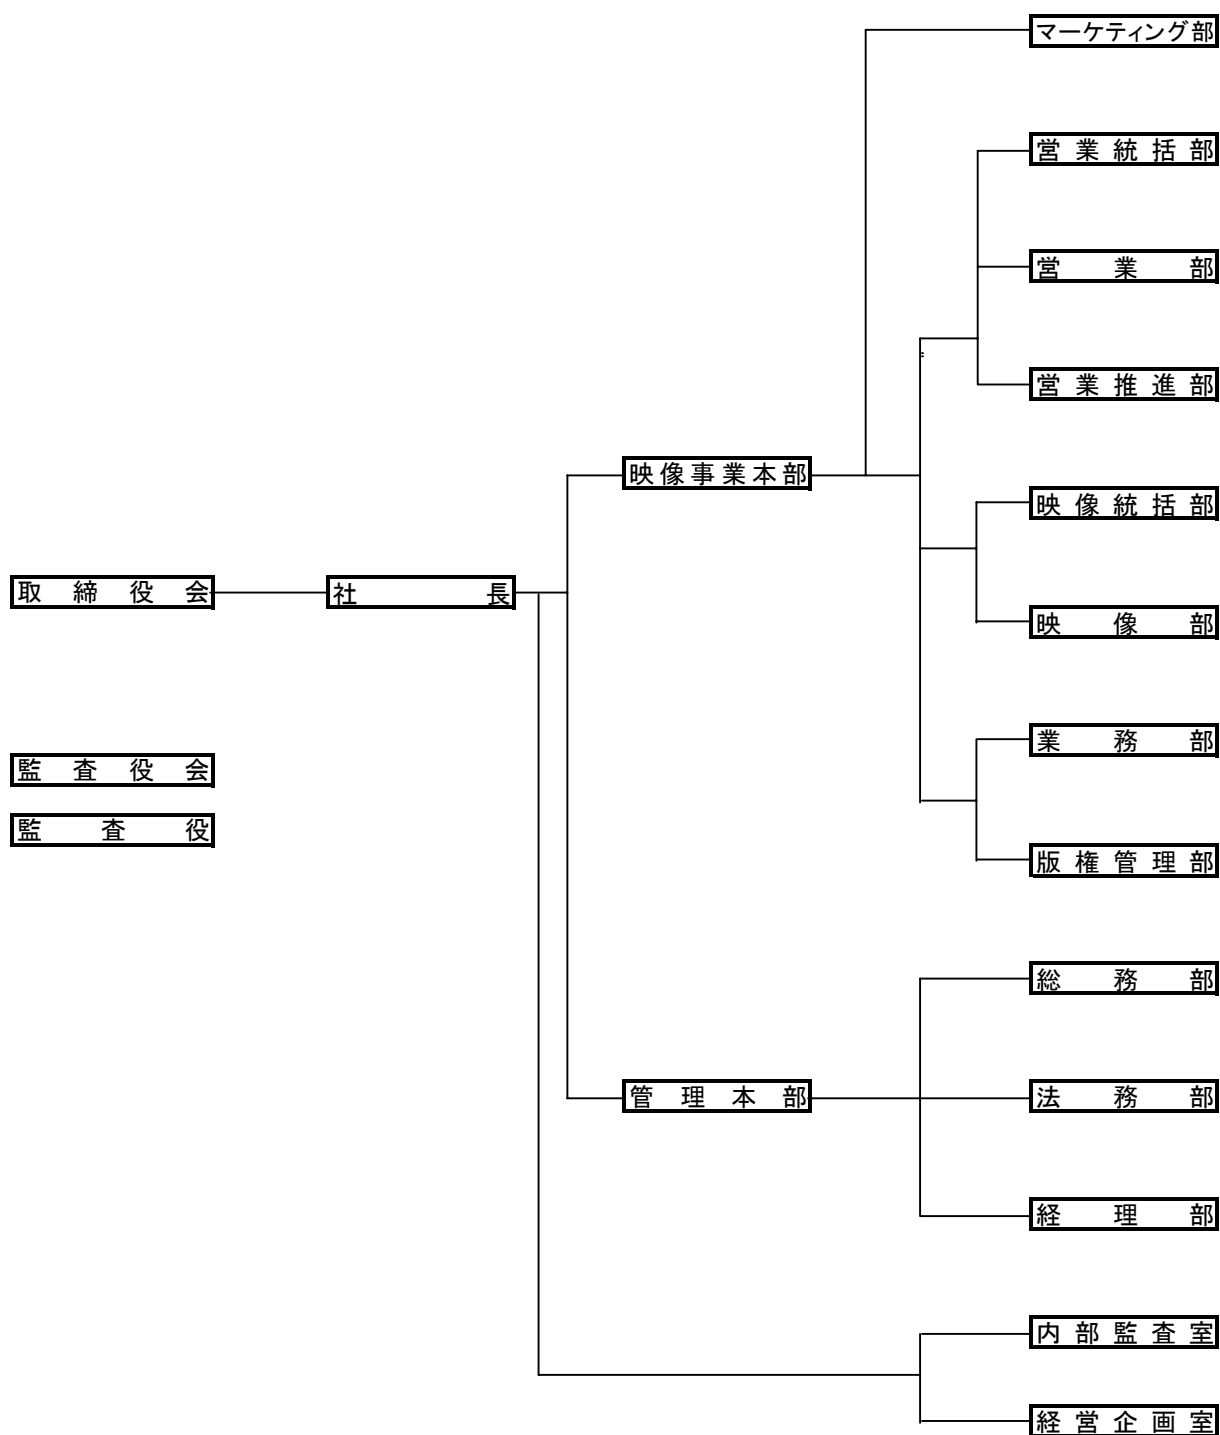 マーケティング部
営業統括部
営業部
営業推進部
映像事業本部
映像統括部
取締役会
社長
映像部
業務部
監査役会
監査役
版権管理部
総務部
管理本部
法務部
経理部
内部監査室
経営企画室